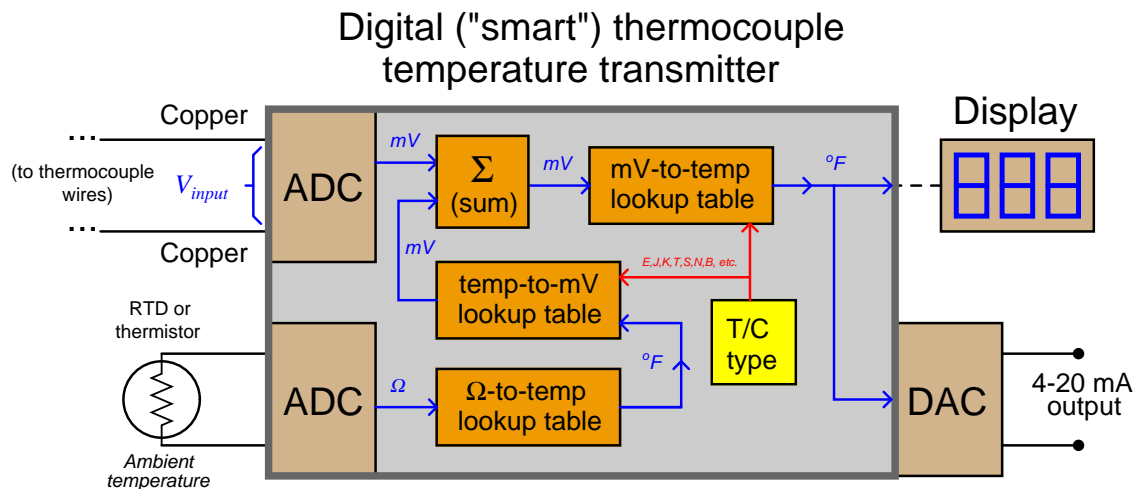 Digital ("smart") thermocouple
temperature transmitter
Copper
...
(to thermocouple
wires)
V_input
...
Copper
ADC
mV
Σ
(sum)
mV
mV-to-temp
lookup table
°F
Display
888
mV
E,J,K,T,S,N,B, etc.
temp-to-mV
lookup table
T/C
type
RTD or
thermistor
°F
ADC
Ω
Ω-to-temp
lookup table
DAC
4-20 mA
output
Ambient
temperature